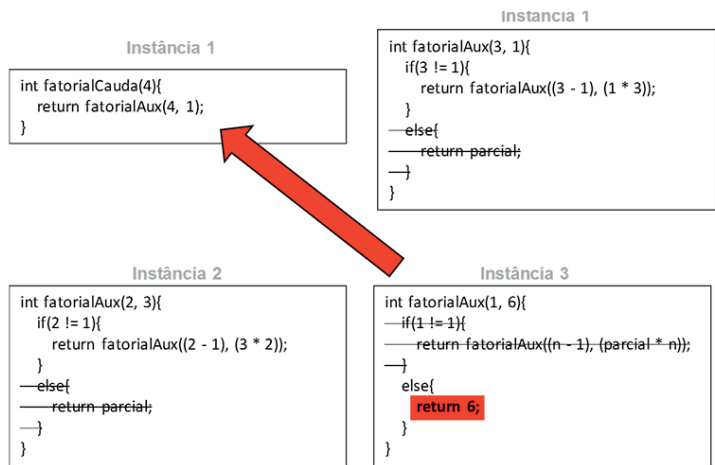 Instância 1
int fatorialCauda(4){
return fatorialAux(4, 1);
}
Instância 1
int fatorialAux(3, 1){
if(3 != 1){
return fatorialAux((3 - 1), (1 * 3));
}
else{
return parcial;
}
}
Instância 2
int fatorialAux(2, 3){
if(2 != 1){
return fatorialAux((2 - 1), (3 * 2));
}
else{
return parcial;
}
}
Instância 3
int fatorialAux(1, 6){
if(1 != 1){
return fatorialAux((n - 1), (parcial * n));
}
else{
return 6;
}
}